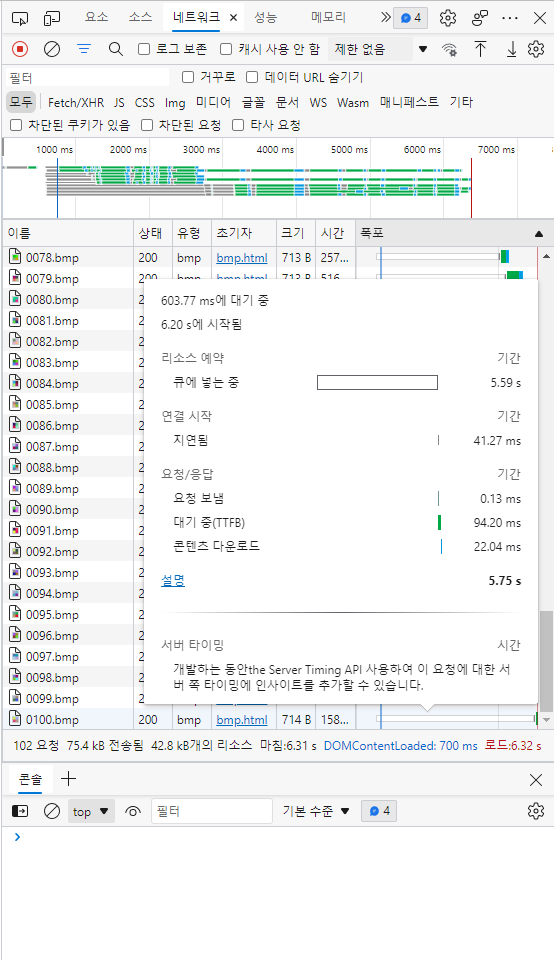 요소 소스 네트워크 성능 메모리 4
로그 보존 캐시 사용 안 함 제한 없음
필터 거꾸로 데이터 URL 숨기기
모두 Fetch/XHR JS CSS Img 미디어 글꼴 문서 WS Wasm 매니페스트 기타
차단된 쿠키가 있음 차단된 요청 타사 요청
1000 ms 2000 ms 3000 ms 4000 ms 5000 ms 6000 ms 7000 ms 8
이름 상태 유형 초기자 크기 시간 폭포
0078.bmp 200 bmp bmp.html 713 B 257...
0079.bmp 200 bmp bmp.html 713 B 516
0080.bmp 2
0081.bmp 2
0082.bmp 2
0083.bmp 2
0084.bmp 2
0085.bmp 2
0086.bmp 2
0087.bmp 2
0088.bmp 2
0089.bmp 2
0090.bmp 2
0091.bmp 2
0092.bmp 2
0093.bmp 2
0094.bmp 2
0095.bmp 2
0096.bmp 2
0097.bmp 2
0098.bmp 2
0099.bmp 2
0100.bmp 200 bmp bmp.html 714 B 158...
603.77 ms에 대기 중
6.20 s에 시작됨
리소스 예약 기간
큐에 넣는 중 5.59 s
연결 시작 기간
지연됨 41.27 ms
요청/응답 기간
요청 보냄 0.13 ms
대기 중(TTFB) 94.20 ms
콘텐츠 다운로드 22.04 ms
설명 5.75 s
서버 타이밍 시간
개발하는 동안the Server Timing API 사용하여 이 요청에 대한 서
버 쪽 타이밍에 인사이트를 추가할 수 있습니다.
102 요청 75.4 kB 전송됨 42.8 kB개의 리소스 마침:6.31 s DOMContentLoaded: 700 ms 로드:6.32 s
콘솔
top 필터 기본 수준 4